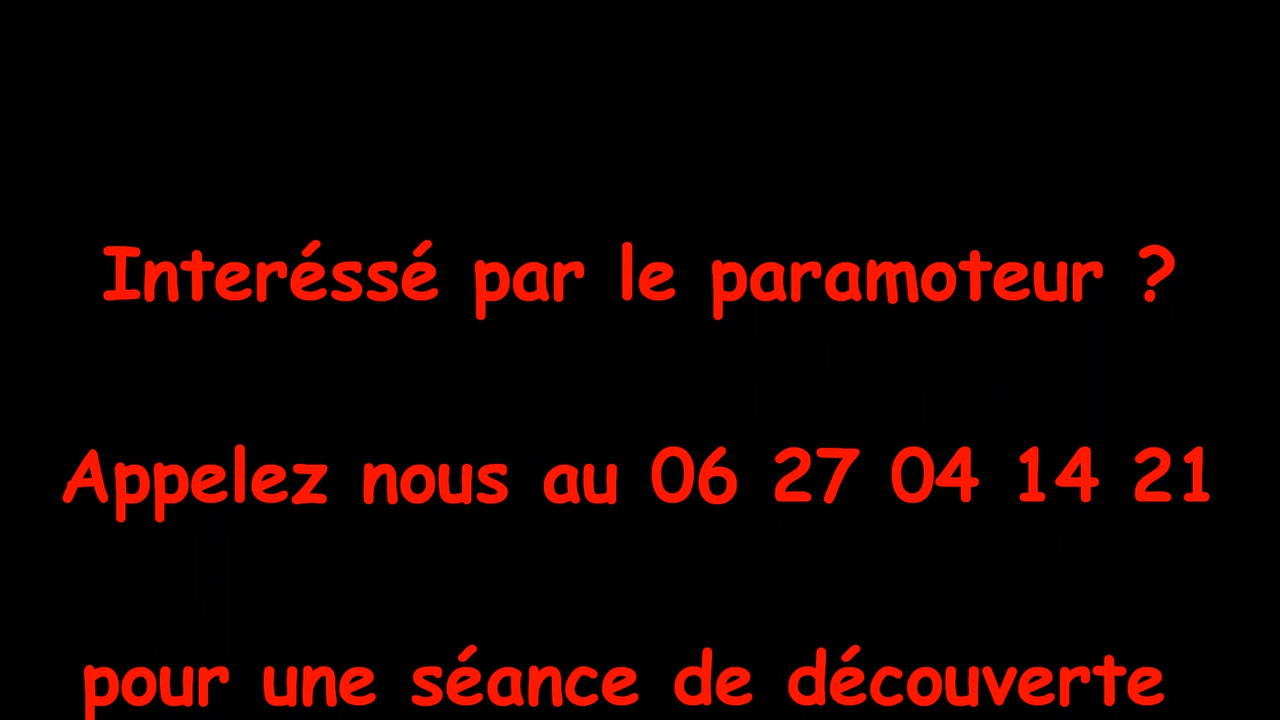 Interéssé par le paramoteur ?
Appelez nous au 06 27 04 14 21
pour une séance de découverte